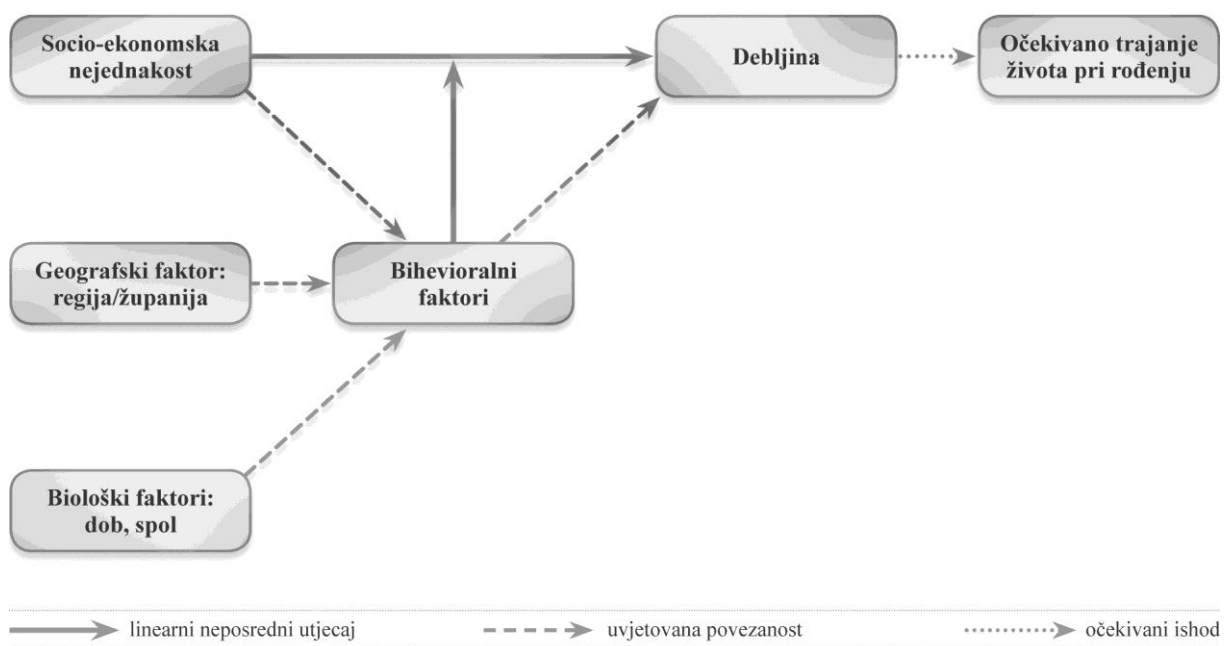 Socio-ekonomska
nejednakost
Debljina
Očekivano trajanje
života pri rođenju
Geografski faktor:
regija/županija
Bihevioralni
faktori
Biološki faktori:
dob, spol
linearni neposredni utjecaj
uvjetovana povezanost
očekivani ishod